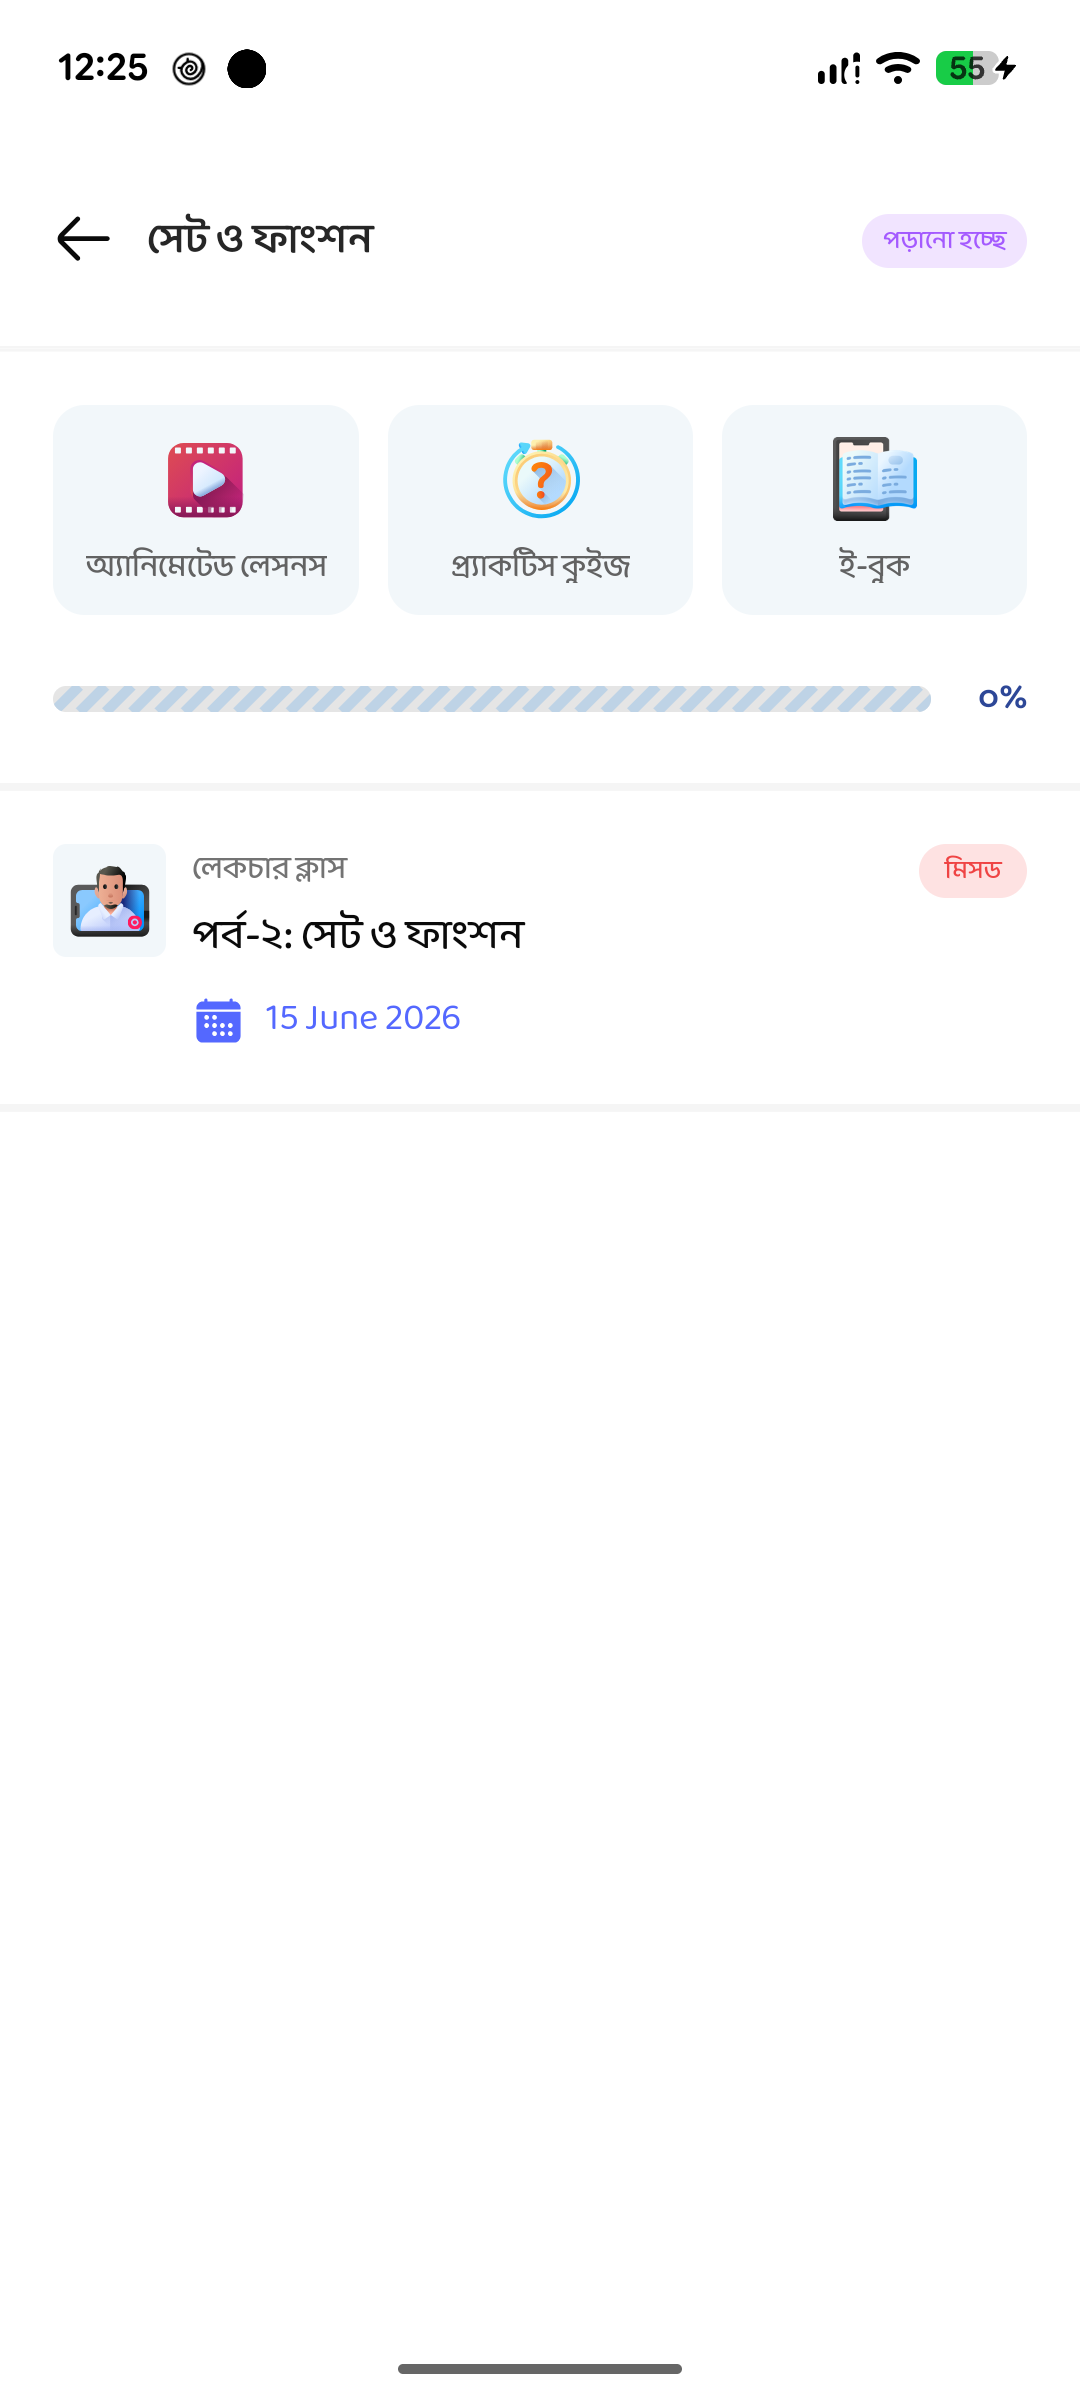 12:25
55
সেট ও ফাংশন
পড়ানো হচ্ছে
অ্যানিমেটেড লেসনস
প্র্যাকটিস কুইজ
ই-বুক
০%
লেকচার ক্লাস
মিসড
পর্ব-২: সেট ও ফাংশন
15 June 2026